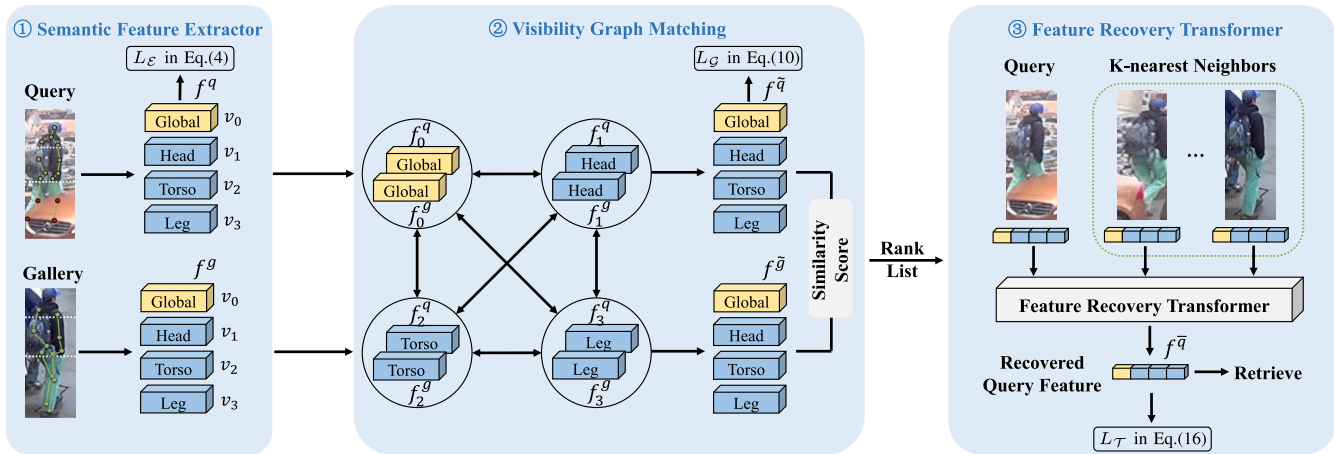 ① Semantic Feature Extractor
L_ℰ in Eq.(4)
f^q
Query
Global v_0
Head v_1
Torso v_2
Leg v_3
Gallery
f^g
Global v_0
Head v_1
Torso v_2
Leg v_3
② Visibility Graph Matching
f_0^q
Global
Global
f_0^g
f_1^q
Head
Head
f_1^g
f_2^q
Torso
Torso
f_2^g
f_3^q
Leg
Leg
f_3^g
L_𝒢 in Eq.(10)
f^q̃
Global
Head
Torso
Leg
f^g̃
Global
Head
Torso
Leg
Similarity
Score
Rank
List
③ Feature Recovery Transformer
Query
K-nearest Neighbors
...
Feature Recovery Transformer
f^q̅
Recovered
Query Feature
Retrieve
L_𝒯 in Eq.(16)